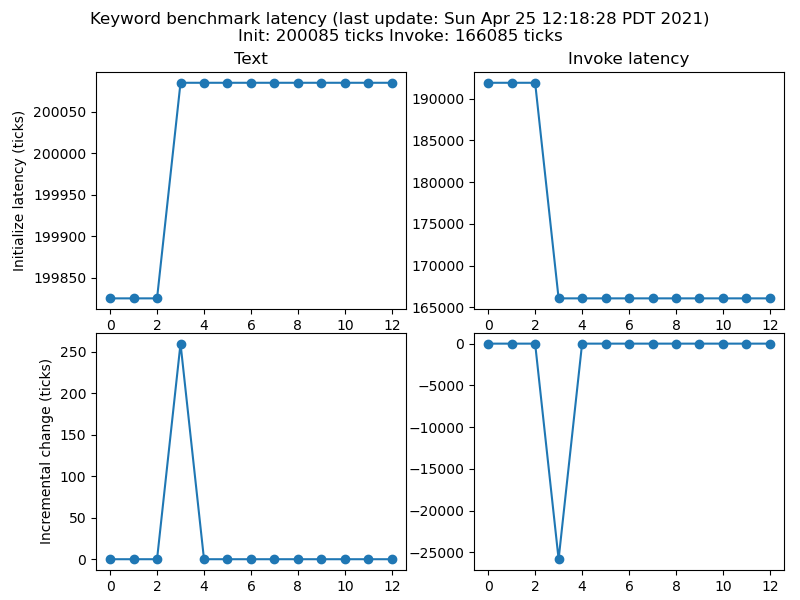 Keyword benchmark latency (last update: Sun Apr 25 12:18:28 PDT 2021)
Init: 200085 ticks Invoke: 166085 ticks
Text
Initialize latency (ticks)
200050
200000
199950
199900
199850
0 2 4 6 8 10 12
Invoke latency
190000
185000
180000
175000
170000
165000
0 2 4 6 8 10 12
Incremental change (ticks)
250
200
150
100
50
0
0 2 4 6 8 10 12
0
−5000
−10000
−15000
−20000
−25000
0 2 4 6 8 10 12